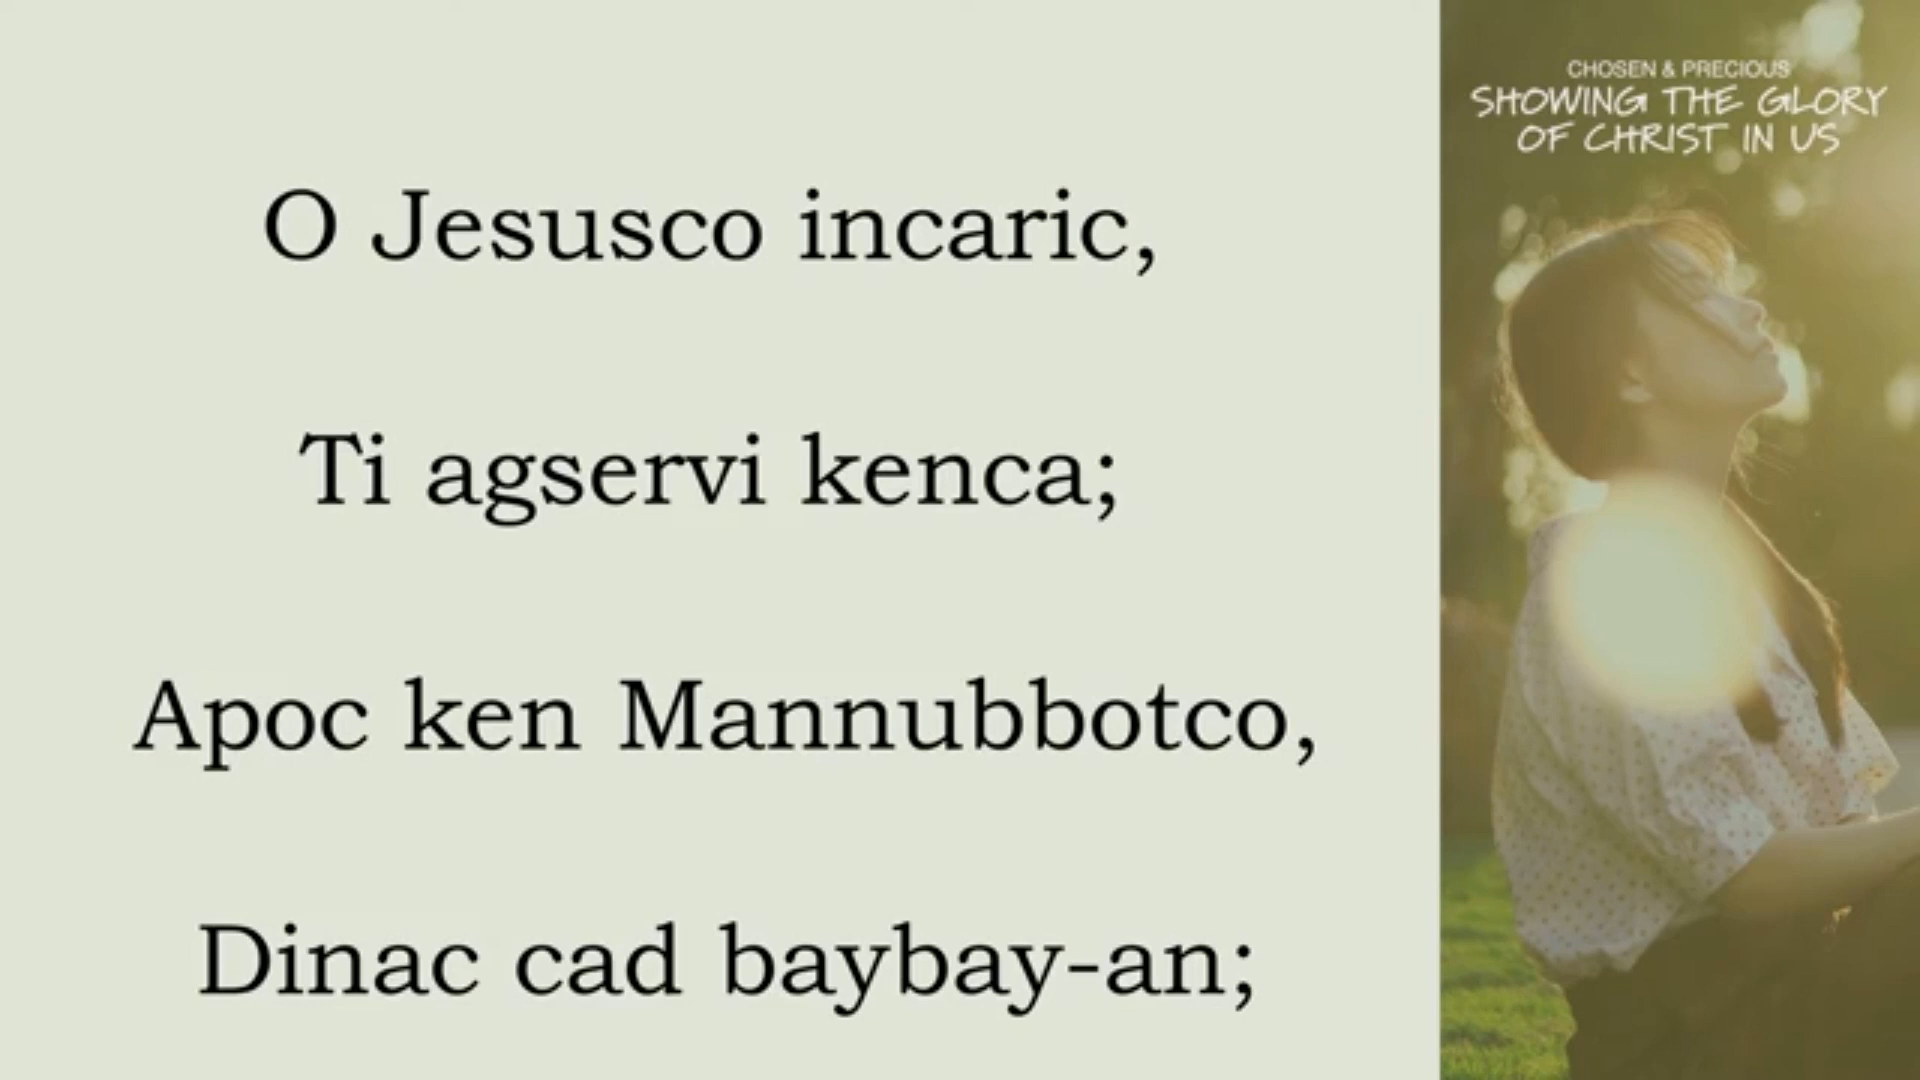 O Jesusco incaric,
Ti agservi kenca;
Apoc ken Mannubbotco,
Dinac cad baybay-an;
CHOSEN & PRECIOUS
SHOWING THE GLORY
OF CHRIST IN US